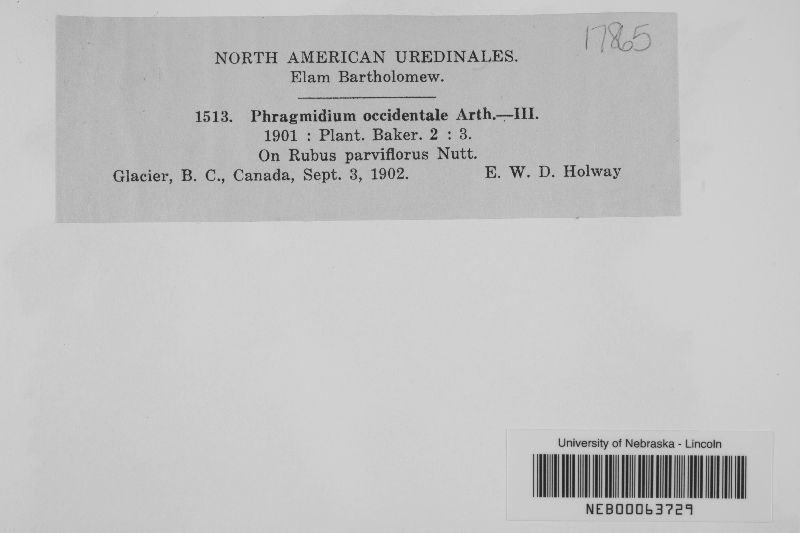 17865
NORTH AMERICAN UREDINALES.
Elam Bartholomew.
1513. Phragmidium occidentale Arth.—III.
1901 : Plant. Baker. 2 : 3.
On Rubus parviflorus Nutt.
Glacier, B. C., Canada, Sept. 3, 1902. E. W. D. Holway
University of Nebraska - Lincoln
NEB00063729